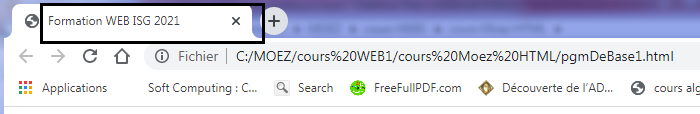 Formation WEB ISG 2021
Fichier | C:/MOEZ/cours%20WEB1/cours%20Moez%20HTML/pgmDeBase1.html
Applications Soft Computing : C... Search FreeFullPDF.com Découverte de l'AD... cours alg